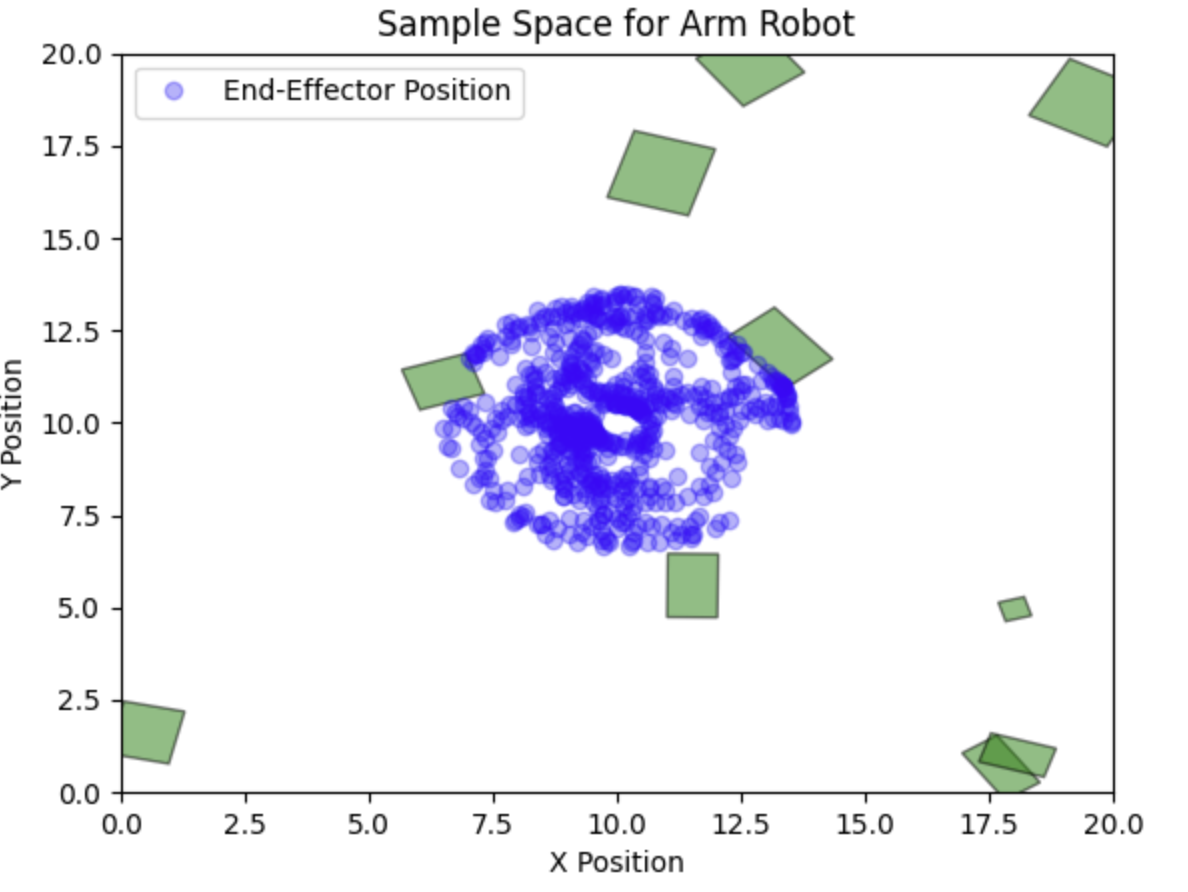 Sample Space for Arm Robot
End-Effector Position
20.0
17.5
15.0
12.5
10.0
7.5
5.0
2.5
0.0
Y Position
0.0 2.5 5.0 7.5 10.0 12.5 15.0 17.5 20.0
X Position